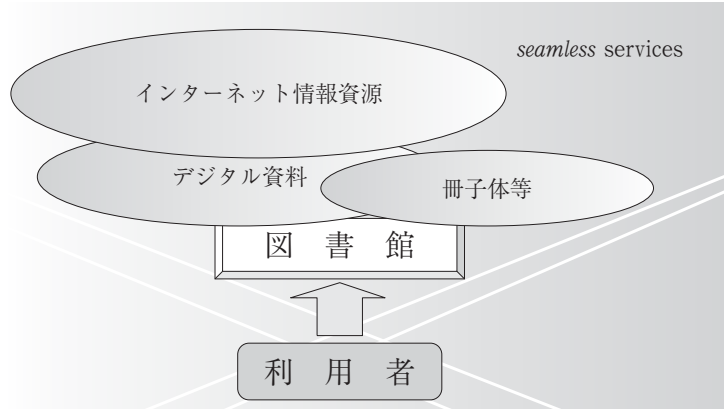 seamless services
インターネット情報資源
デジタル資料
冊子体等
図書館
利用者